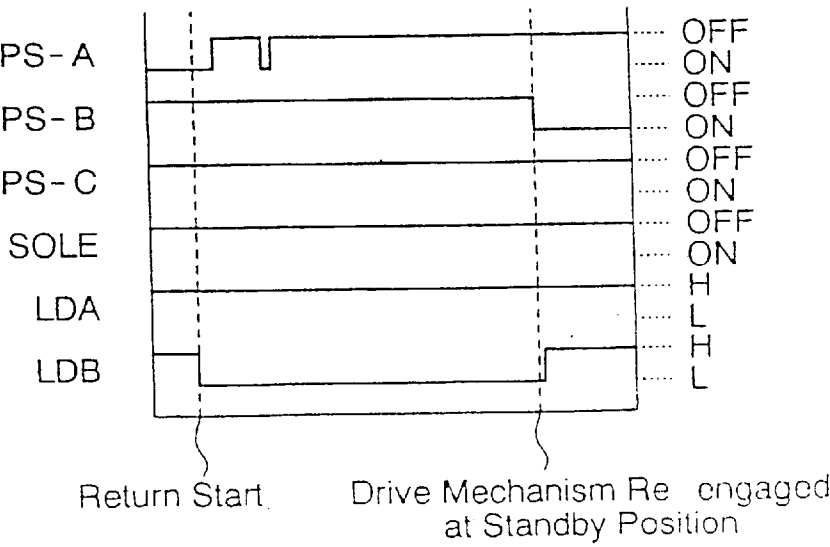 PS-A OFF
ON
PS-B OFF
ON
PS-C OFF
ON
SOLE OFF
ON
LDA H
L
LDB H
L
Return Start
Drive Mechanism Re engaged
at Standby Position